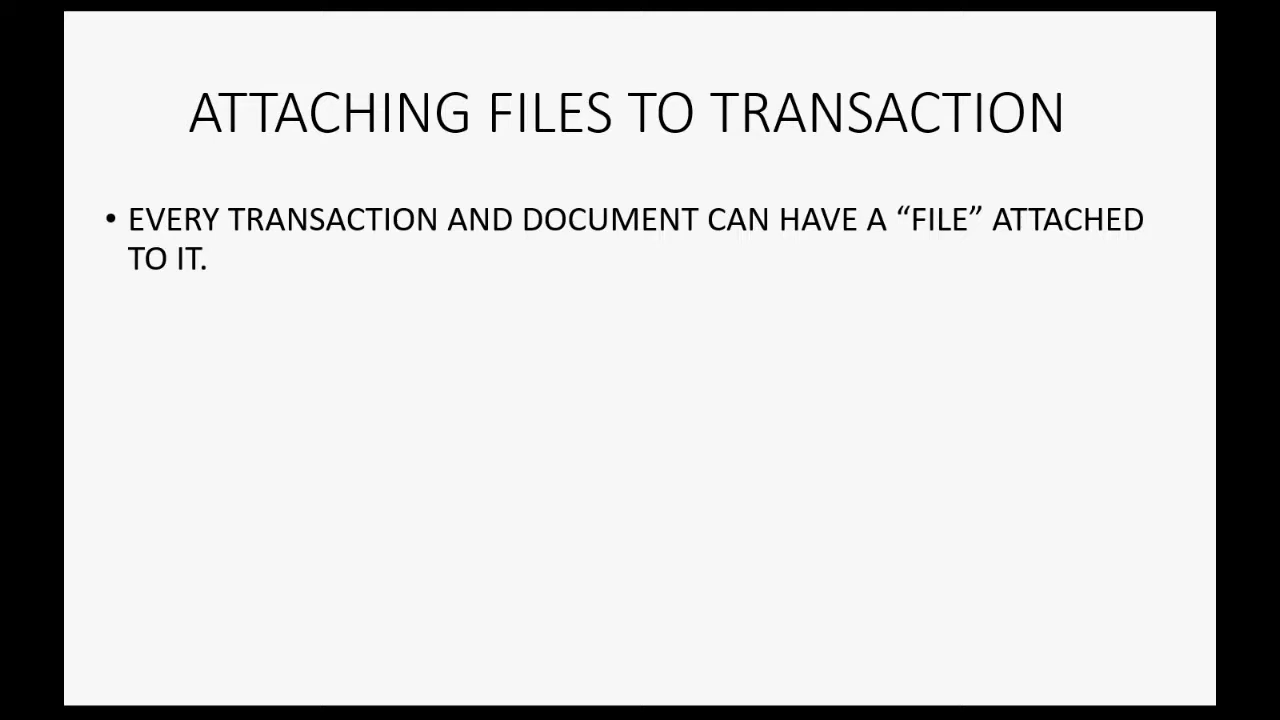 ATTACHING FILES TO TRANSACTION
• EVERY TRANSACTION AND DOCUMENT CAN HAVE A “FILE” ATTACHED
TO IT.